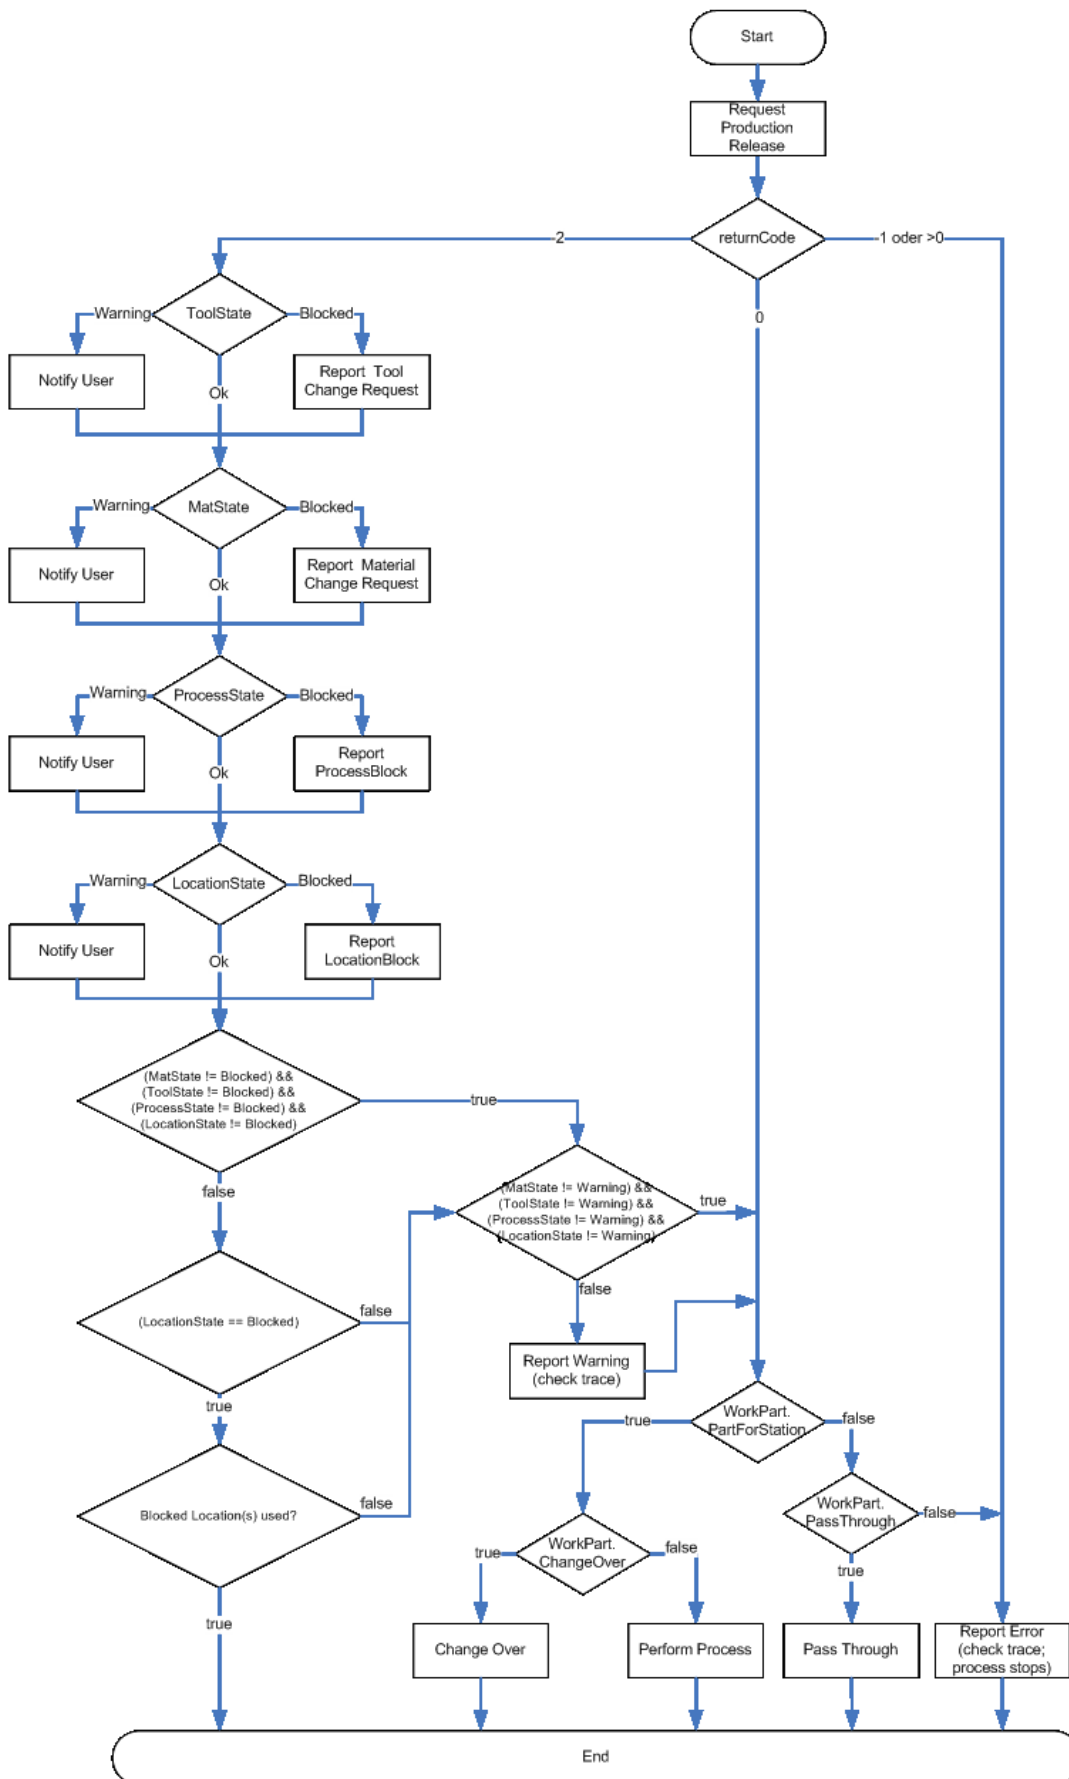 Start
Request
Production
Release
returnCode
-2
-1 oder >0
0
ToolState
Warning
Blocked
Notify User
Report Tool
Change Request
Ok
MatState
Warning
Blocked
Notify User
Report Material
Change Request
Ok
ProcessState
Warning
Blocked
Notify User
Report
ProcessBlock
Ok
LocationState
Warning
Blocked
Notify User
Report
LocationBlock
Ok
(MatState != Blocked) &&
(ToolState != Blocked) &&
(ProcessState != Blocked) &&
(LocationState != Blocked)
true
false
(MatState != Warning) &&
(ToolState != Warning) &&
(ProcessState != Warning) &&
(LocationState != Warning)
true
false
(LocationState == Blocked)
false
true
Report Warning
(check trace)
WorkPart.
PartForStation
true
false
Blocked Location(s) used?
false
true
WorkPart.
PassThrough
false
true
WorkPart.
ChangeOver
true
false
Change Over
Perform Process
Pass Through
Report Error
(check trace;
process stops)
End